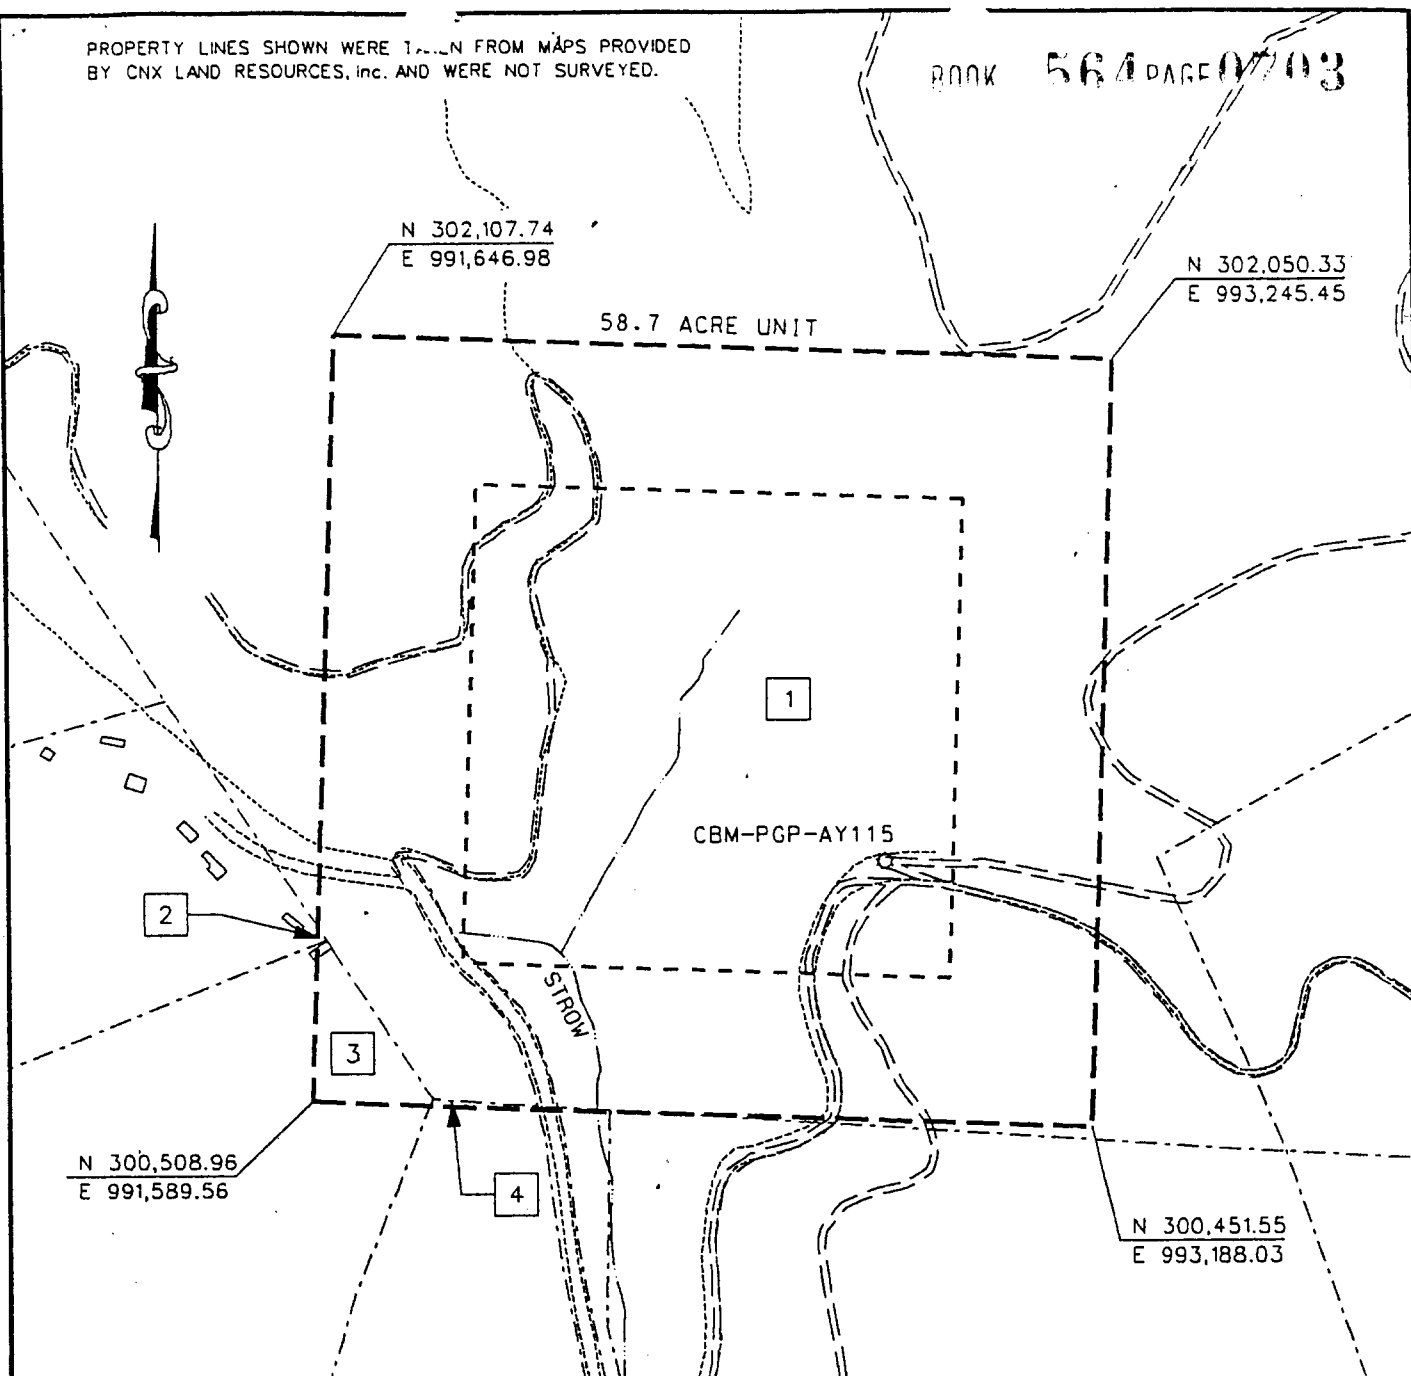 PROPERTY LINES SHOWN WERE FROM MAPS PROVIDED
BY CNX LAND RESOURCES, Inc. AND WERE NOT SURVEYED.
BOOK 564 PAGE 0703
N 302,107.74
E 991,646.98
N 302,050.33
E 993,245.45
58.7 ACRE UNIT
1
CBM-PGP-AY115
2
STROW
3
N 300,508.96
E 991,589.56
4
N 300,451.55
E 993,188.03